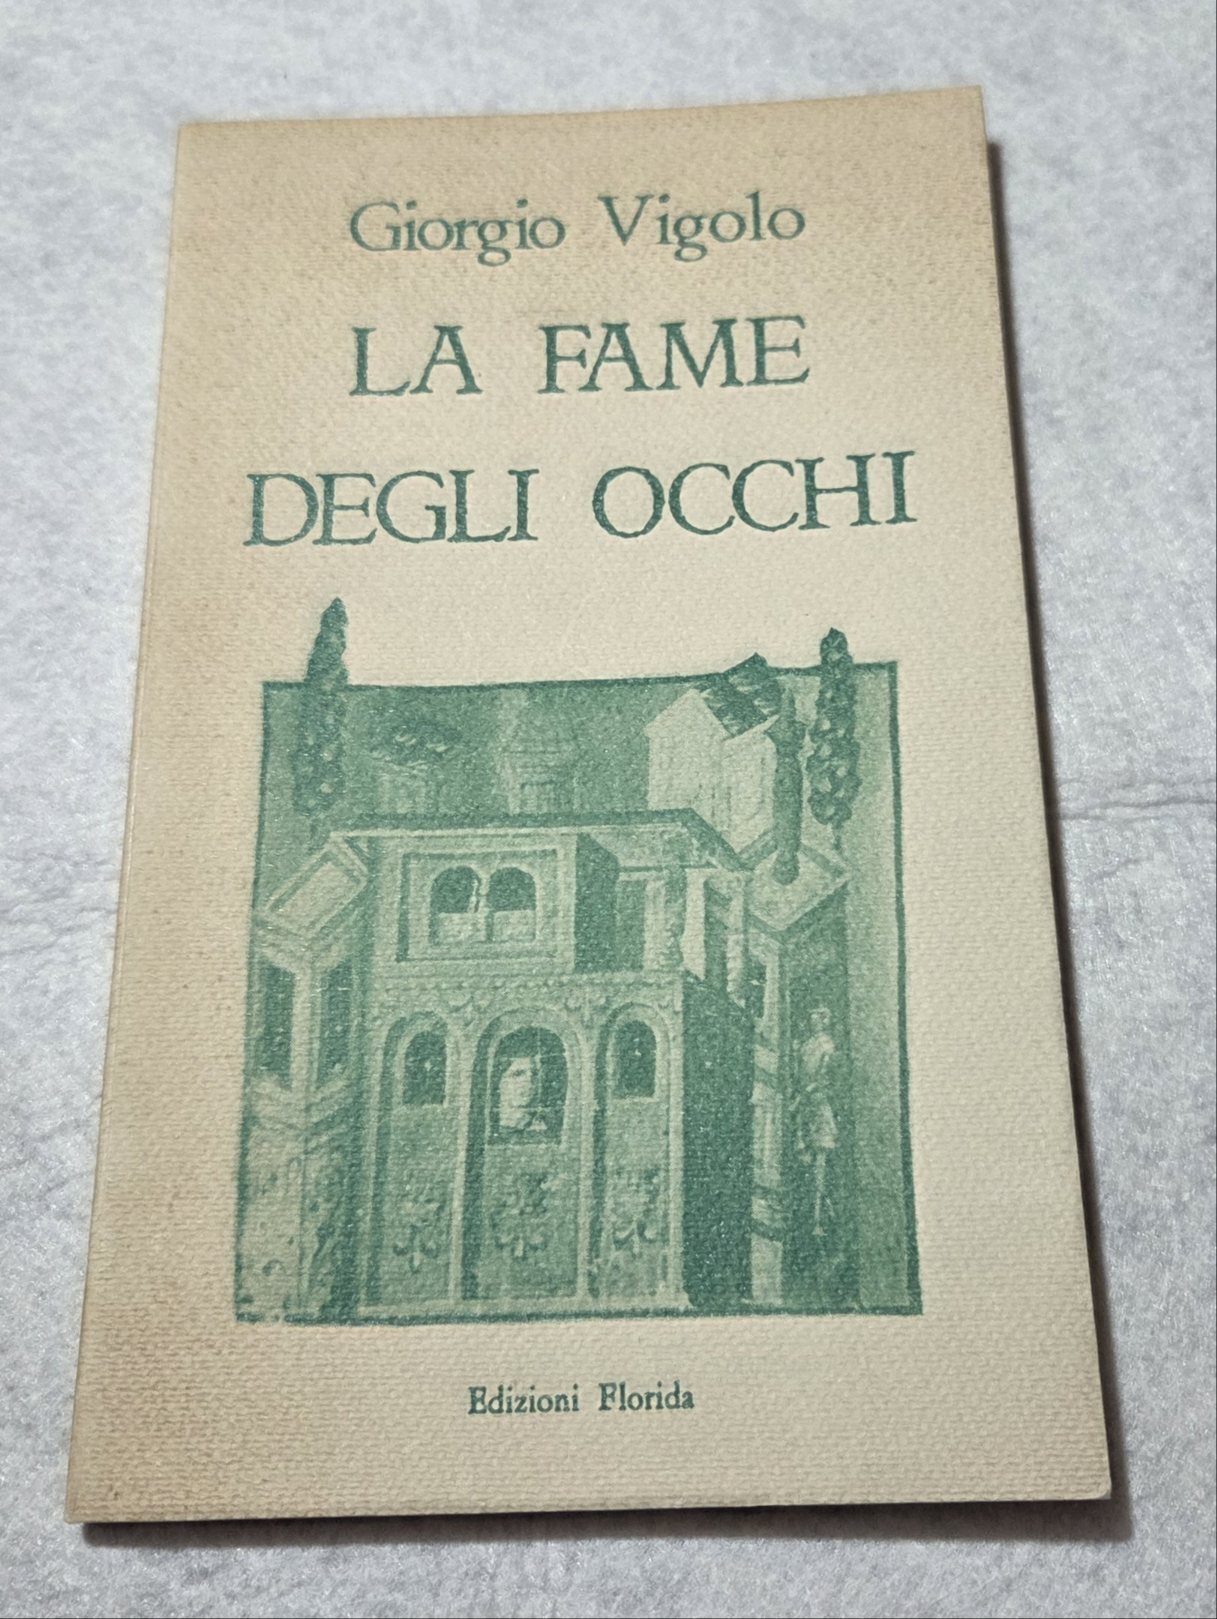 Giorgio Vigolo
LA FAME
DEGLI OCCHI
Edizioni Florida